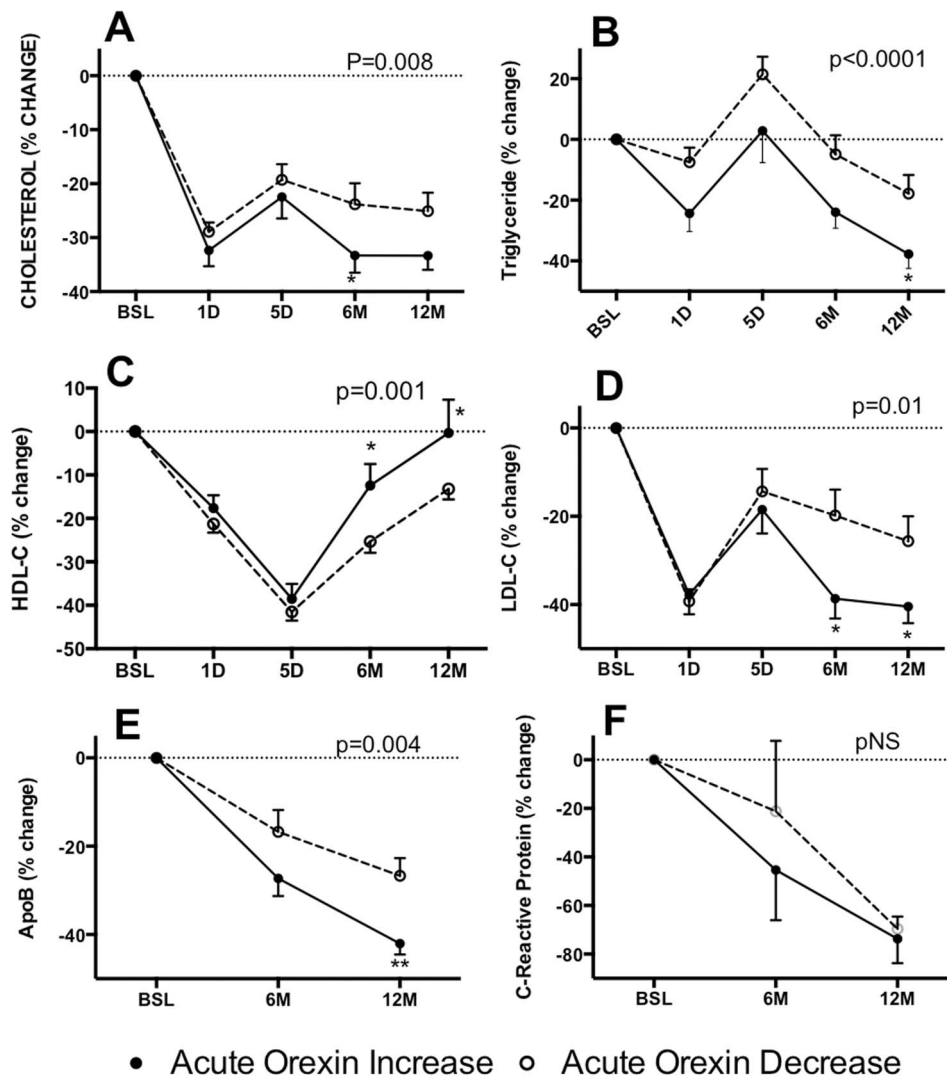 A
P=0.008
CHOLESTEROL (% CHANGE)
0
-10
-20
-30
-40
*
BSL
1D
5D
6M
12M
B
p<0.0001
Triglyceride (% change)
20
0
-20
-40
*
BSL
1D
5D
6M
12M
C
p=0.001
HDL-C (% change)
10
0
-10
-20
-30
-40
-50
*
*
BSL
1D
5D
6M
12M
D
p=0.01
LDL-C (% change)
0
-20
-40
*
*
BSL
1D
5D
6M
12M
E
p=0.004
ApoB (% change)
0
-20
-40
**
BSL
6M
12M
F
pNS
C-Reactive Protein (% change)
0
-20
-40
-60
-80
BSL
6M
12M
Acute Orexin Increase
Acute Orexin Decrease